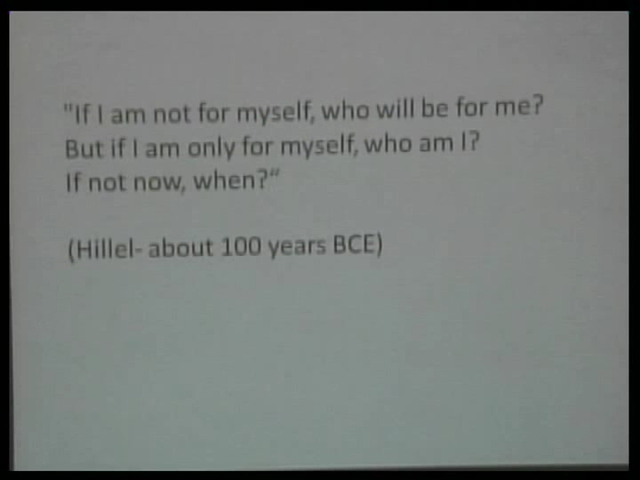 "If I am not for myself, who will be for me?
But if I am only for myself, who am I?
If not now, when?“
(Hillel- about 100 years BCE)